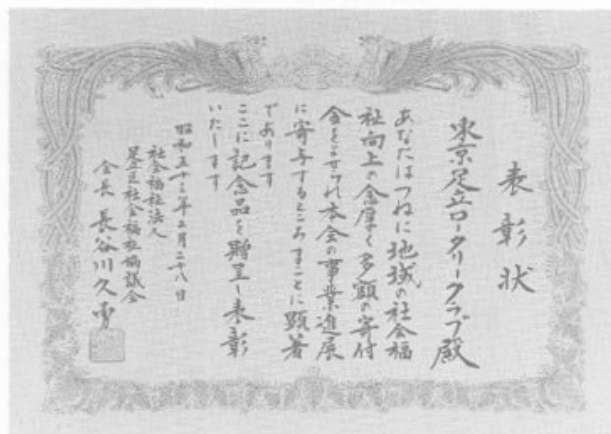 表彰状
東京足立ロータリークラブ殿
あなたはつねに地域の社会福
社向上の念厚く多額の寄付
金をよせられ本会の事業進展
に寄与するところまことに顕著
であります
ここに記念品を贈呈し表彰
いたします
昭和五十三年五月二十八日
社会福祉法人
足立区社会福祉協議会
会長 長谷川久勇